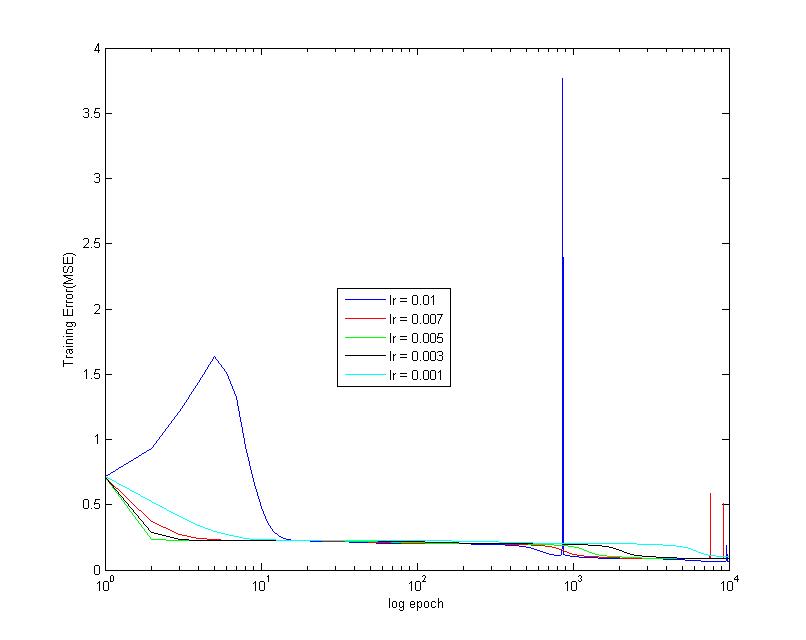 4
3.5
3
2.5
2
1.5
1
0.5
0
Training Error(MSE)
lr = 0.01
lr = 0.007
lr = 0.005
lr = 0.003
lr = 0.001
10^0 10^1 10^2 10^3 10^4
log epoch